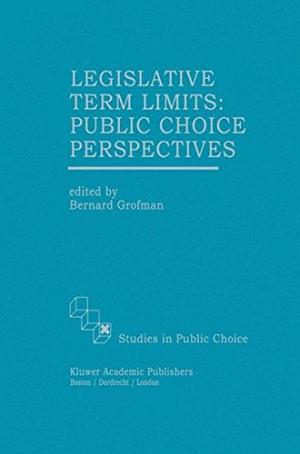 LEGISLATIVE
TERM LIMITS:
PUBLIC CHOICE
PERSPECTIVES
edited by
Bernard Grofman
Studies in Public Choice
Kluwer Academic Publishers
Boston / Dordrecht / London